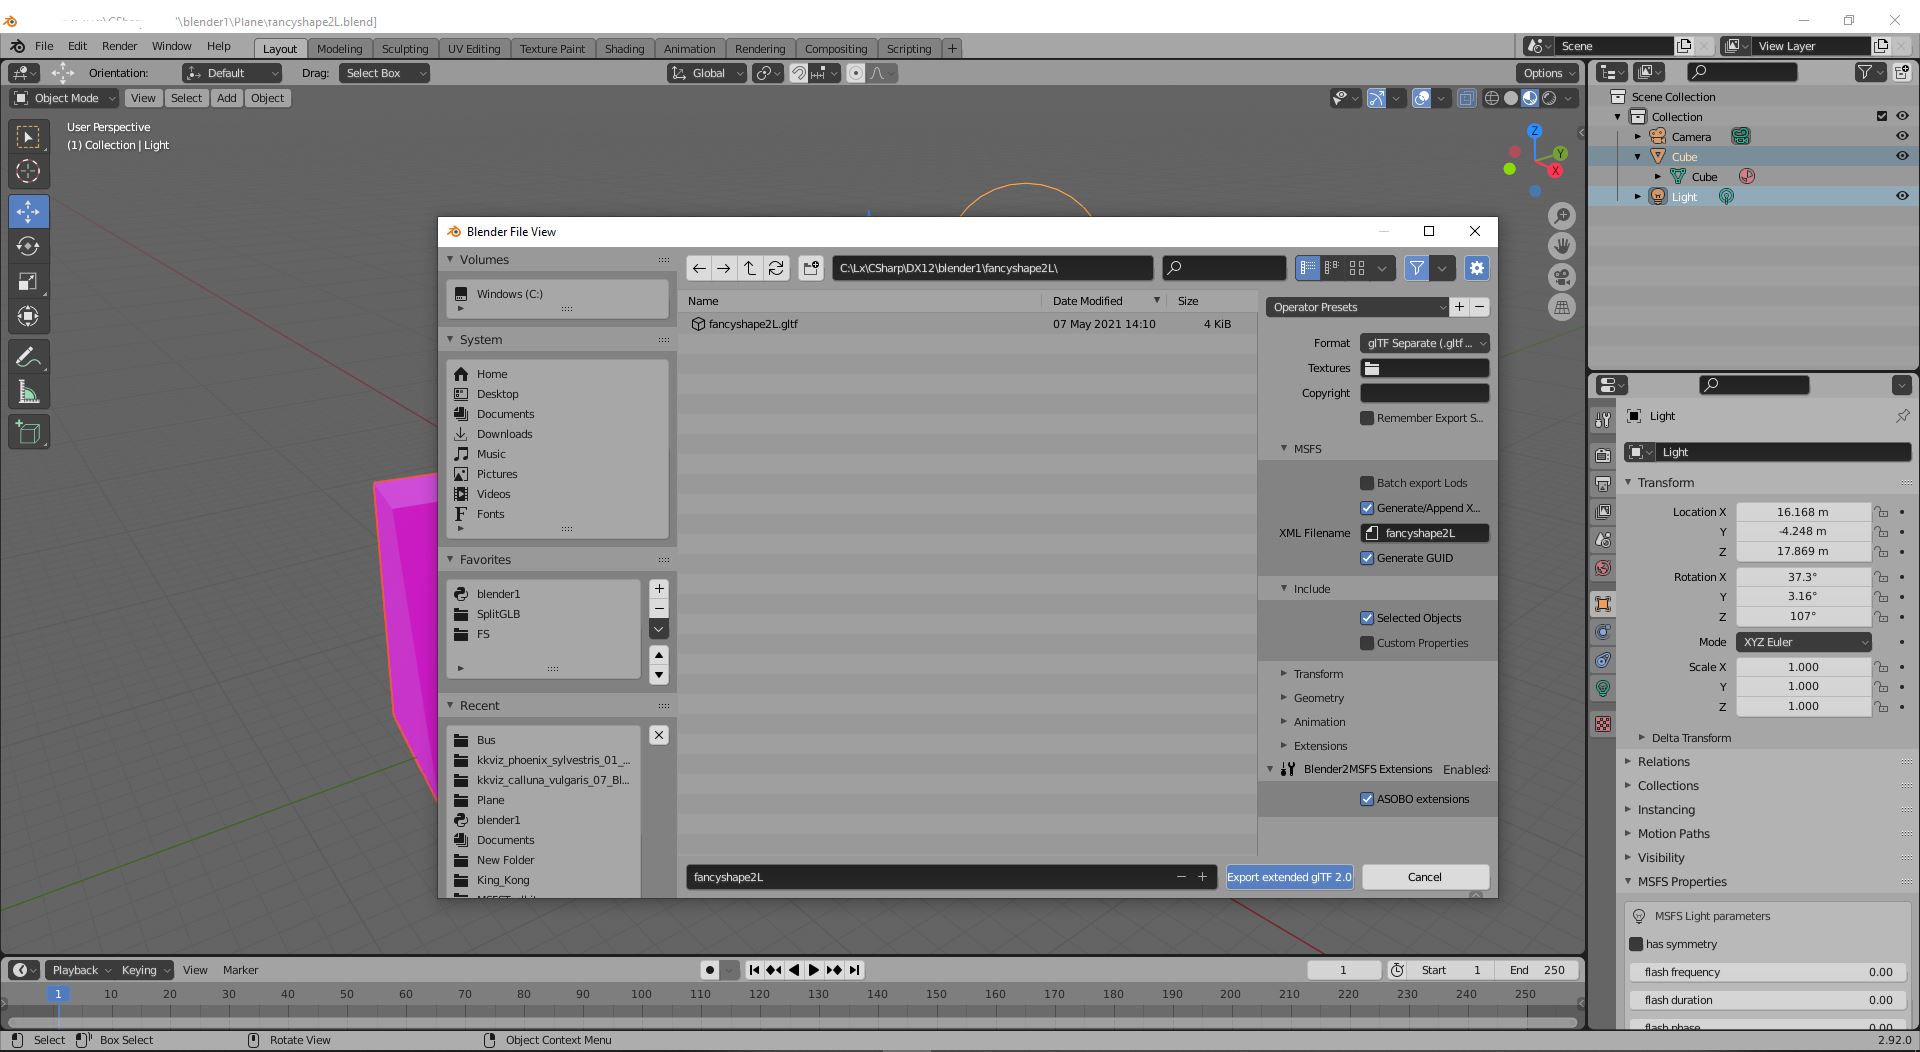 '\blender1\Plane\fancyshape2L.blend]
File Edit Render Window Help Layout Modeling Sculpting UV Editing Texture Paint Shading Animation Rendering Compositing Scripting + Scene View Layer
Orientation: Default Drag: Select Box Global Options
Object Mode View Select Add Object
User Perspective
(1) Collection | Light
Z
Y
X
Scene Collection
Collection
Camera
Cube
Cube
Light
Blender File View
Volumes
Windows (C:)
System
Home
Desktop
Documents
Downloads
Music
Pictures
Videos
Fonts
Favorites
blender1
SplitGLB
FS
Recent
Bus
kkviz_phoenix_sylvestris_01_...
kkviz_calluna_vulgaris_07_Bl...
Plane
blender1
Documents
New Folder
King_Kong
C:\Lx\CSharp\DX12\blender1\fancyshape2L\
Name Date Modified Size
fancyshape2L.gltf 07 May 2021 14:10 4 KiB
Operator Presets
Format glTF Separate (.gltf ...
Textures
Copyright
Remember Export S...
MSFS
Batch export Lods
Generate/Append X...
XML Filename fancyshape2L
Generate GUID
Include
Selected Objects
Custom Properties
Transform
Geometry
Animation
Extensions
Blender2MSFS Extensions Enabled:
ASOBO extensions
fancyshape2L Export extended glTF 2.0 Cancel
Light
Light
Transform
Location X 16.168 m
Y -4.248 m
Z 17.869 m
Rotation X 37.3°
Y 3.16°
Z 107°
Mode XYZ Euler
Scale X 1.000
Y 1.000
Z 1.000
Delta Transform
Relations
Collections
Instancing
Motion Paths
Visibility
MSFS Properties
MSFS Light parameters
has symmetry
flash frequency 0.00
flash duration 0.00
flash phase 0.00
Playback Keying View Marker 1 Start 1 End 250
1 10 20 30 40 50 60 70 80 90 100 110 120 130 140 150 160 170 180 190 200 210 220 230 240 250
Select Box Select Rotate View Object Context Menu 2.92.0